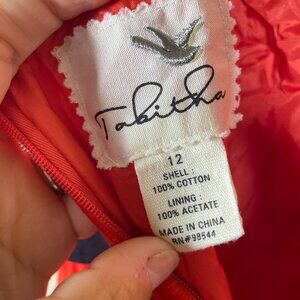 Tabitha
12
SHELL:
100% COTTON
LINING:
100% ACETATE
MADE IN CHINA
RN#98544